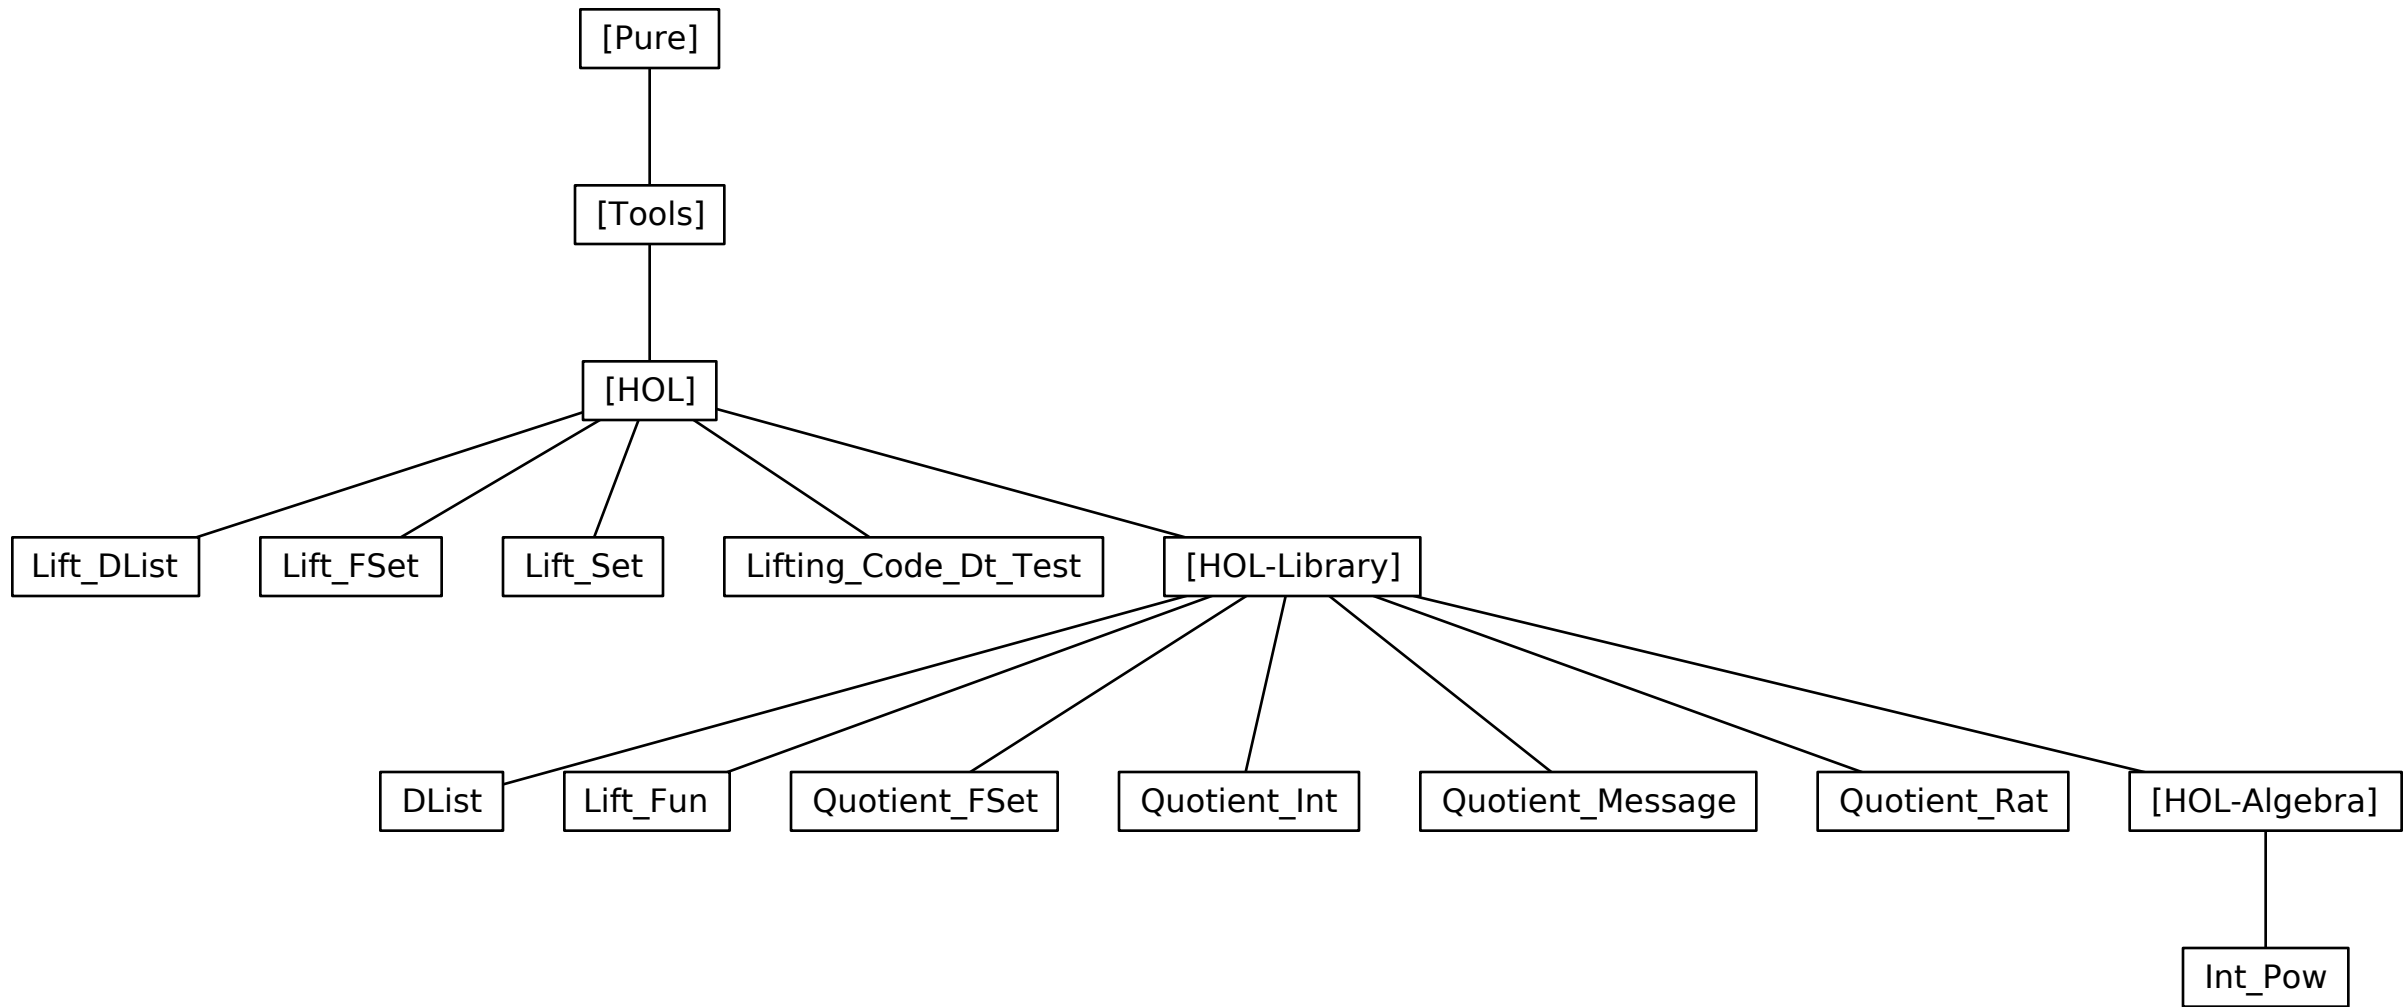 [Pure]
[Tools]
[HOL]
Lift_DList
Lift_FSet
Lift_Set
Lifting_Code_Dt_Test
[HOL-Library]
DList
Lift_Fun
Quotient_FSet
Quotient_Int
Quotient_Message
Quotient_Rat
[HOL-Algebra]
Int_Pow